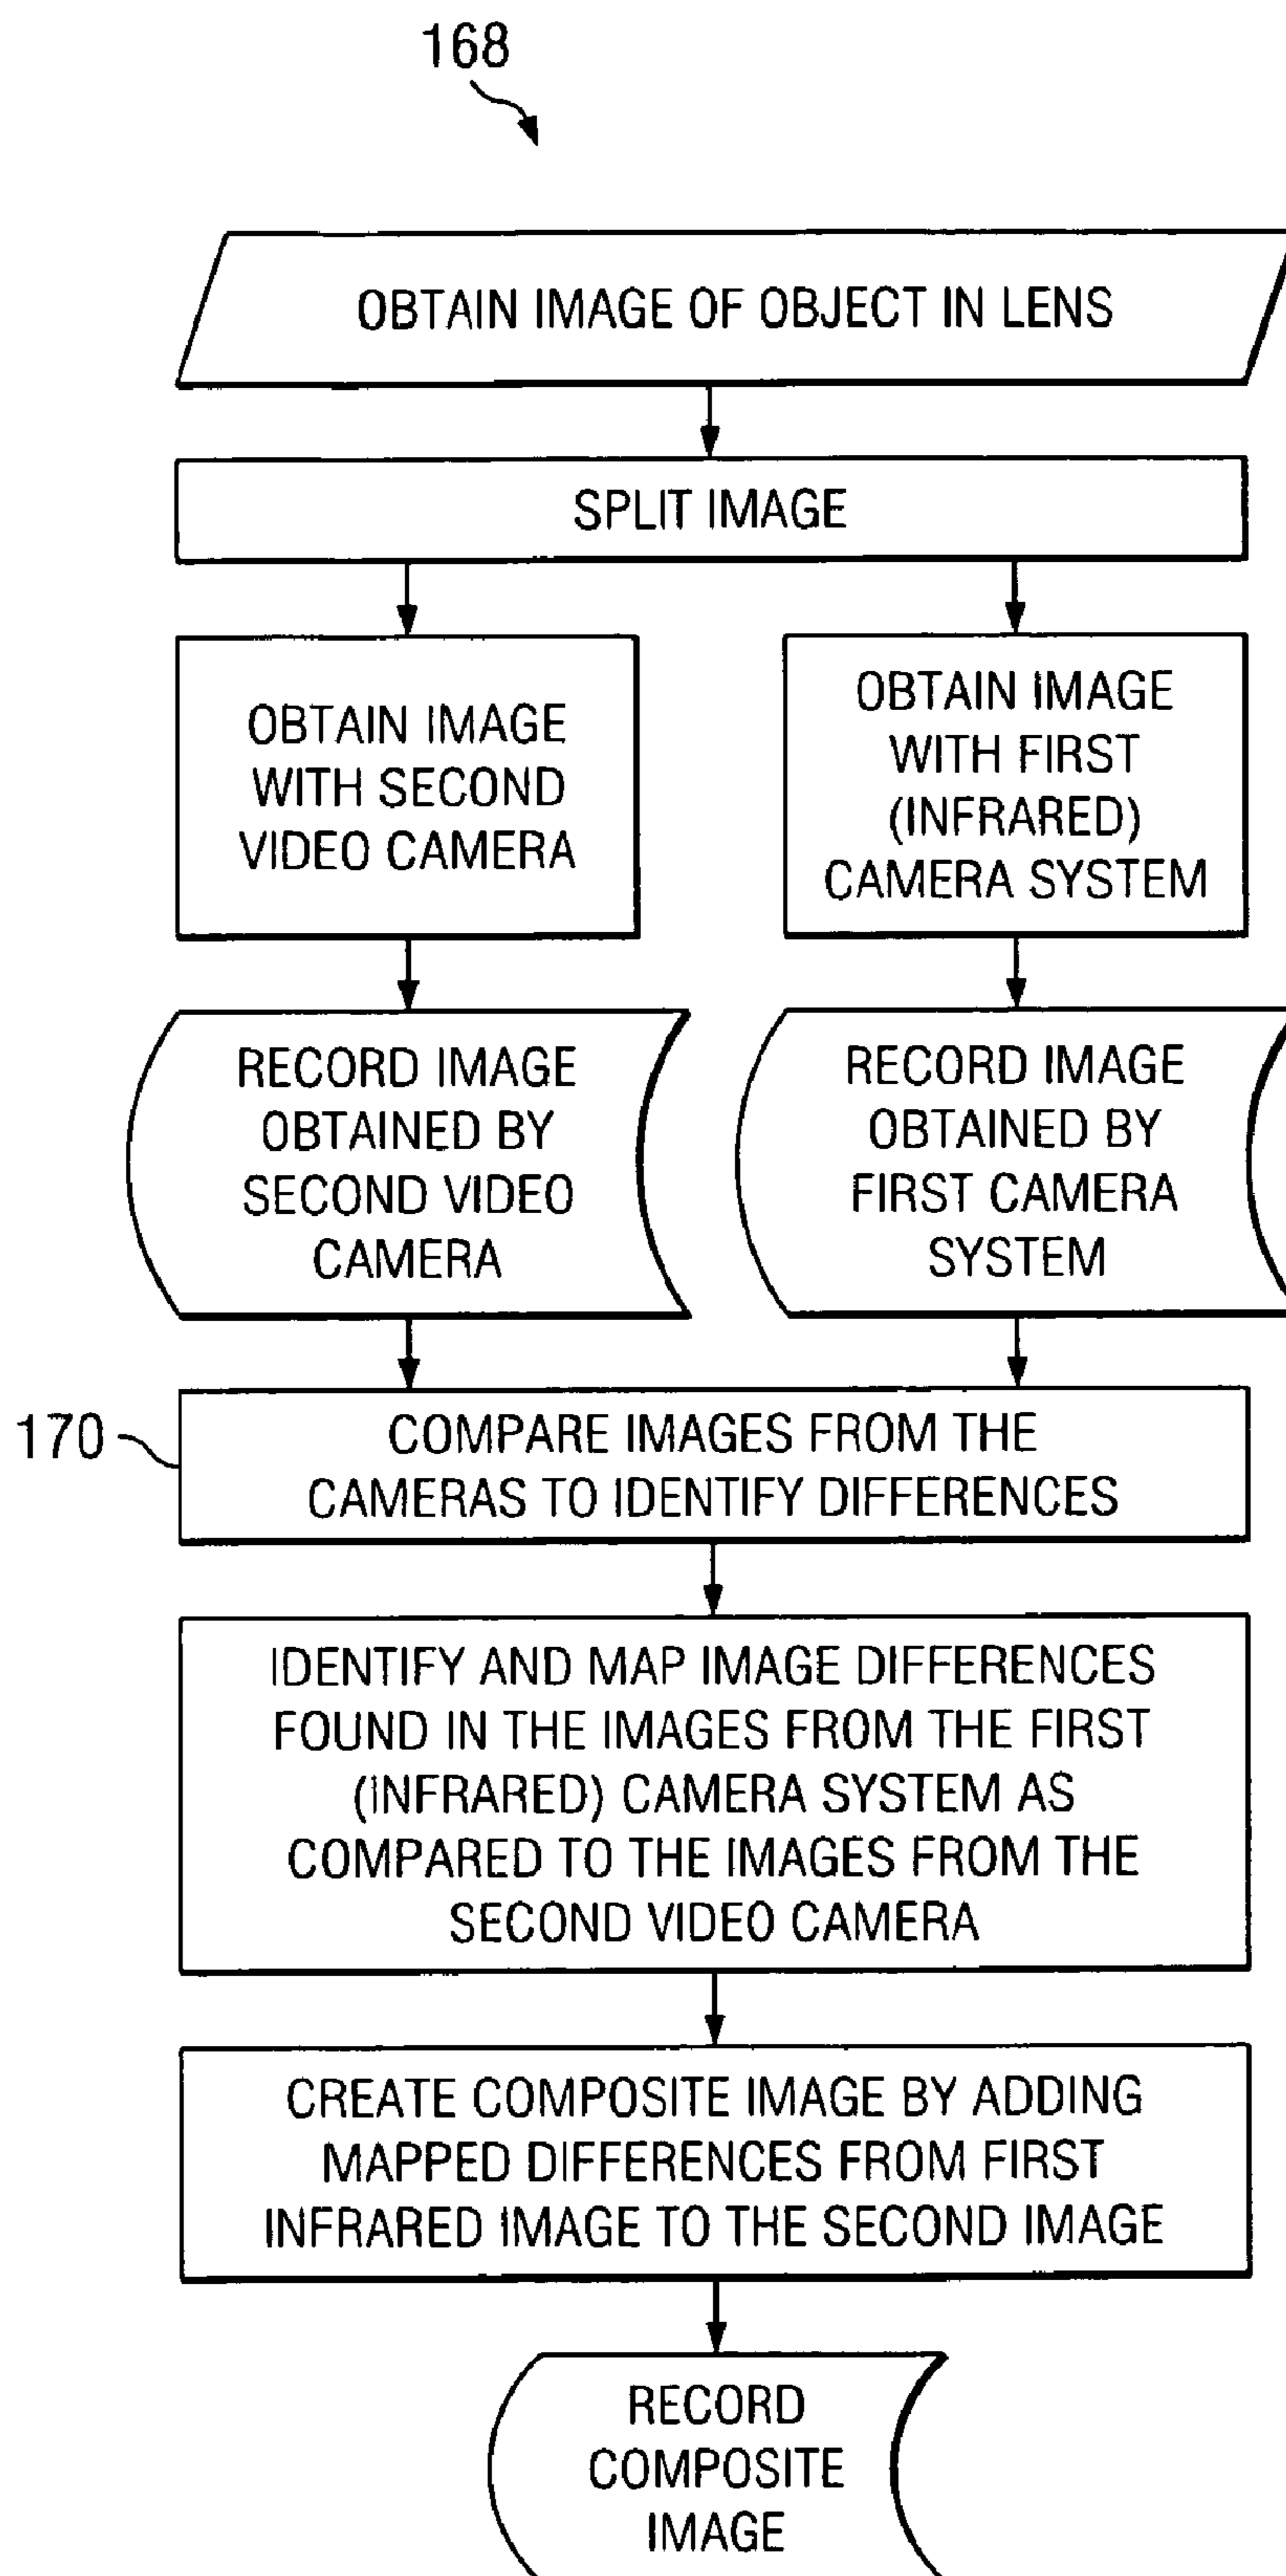 168
OBTAIN IMAGE OF OBJECT IN LENS
SPLIT IMAGE
OBTAIN IMAGE
WITH SECOND
VIDEO CAMERA
OBTAIN IMAGE
WITH FIRST
(INFRARED)
CAMERA SYSTEM
RECORD IMAGE
OBTAINED BY
SECOND VIDEO
CAMERA
RECORD IMAGE
OBTAINED BY
FIRST CAMERA
SYSTEM
170
COMPARE IMAGES FROM THE
CAMERAS TO IDENTIFY DIFFERENCES
IDENTIFY AND MAP IMAGE DIFFERENCES
FOUND IN THE IMAGES FROM THE FIRST
(INFRARED) CAMERA SYSTEM AS
COMPARED TO THE IMAGES FROM THE
SECOND VIDEO CAMERA
CREATE COMPOSITE IMAGE BY ADDING
MAPPED DIFFERENCES FROM FIRST
INFRARED IMAGE TO THE SECOND IMAGE
RECORD
COMPOSITE
IMAGE